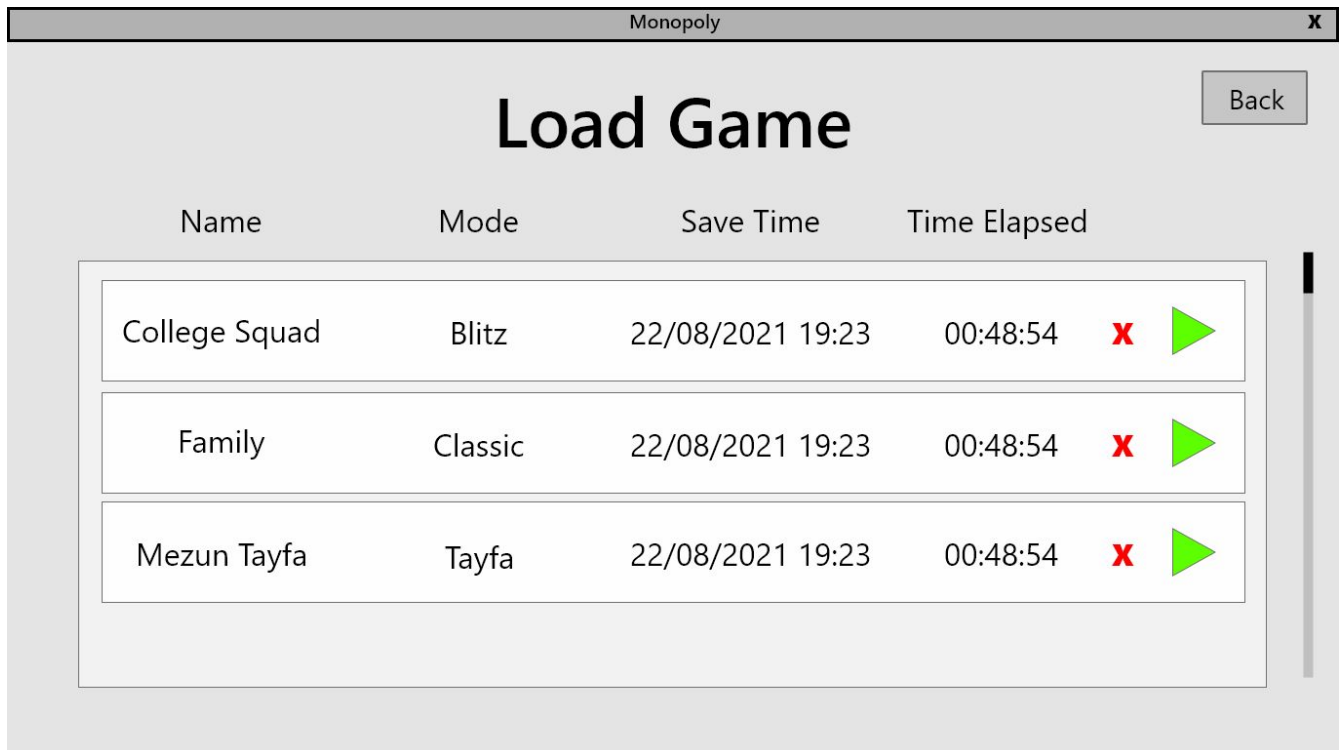 Monopoly X
Back
Load Game
Name Mode Save Time Time Elapsed
College Squad Blitz 22/08/2021 19:23 00:48:54 X
Family Classic 22/08/2021 19:23 00:48:54 X
Mezun Tayfa Tayfa 22/08/2021 19:23 00:48:54 X